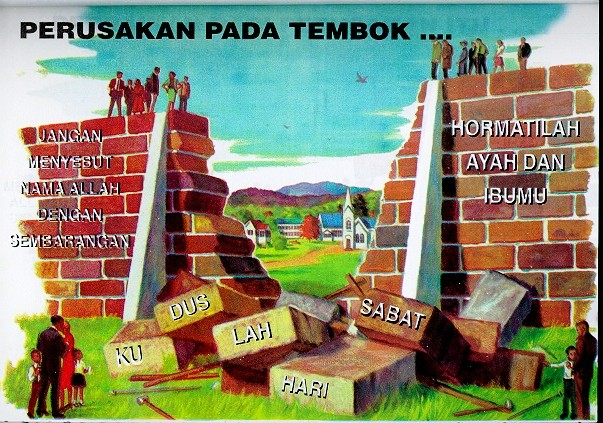 PERUSAKAN PADA TEMBOK ....
JANGAN
MENYEBUT
NAMA ALLAH
DENGAN
SEMBARANGAN
HORMATILAH
AYAH DAN
IBUMU
KU
DUS
LAH
HARI
SABAT